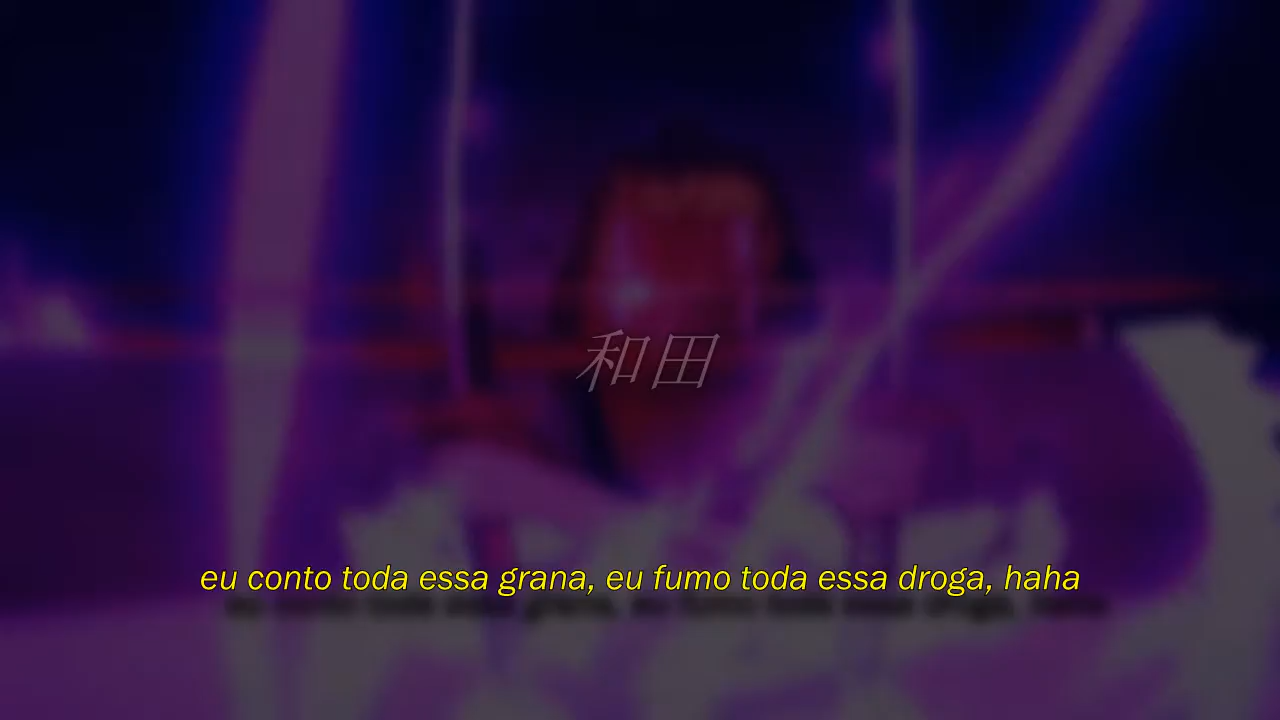 和田
eu conto toda essa grana, eu fumo toda essa droga, haha